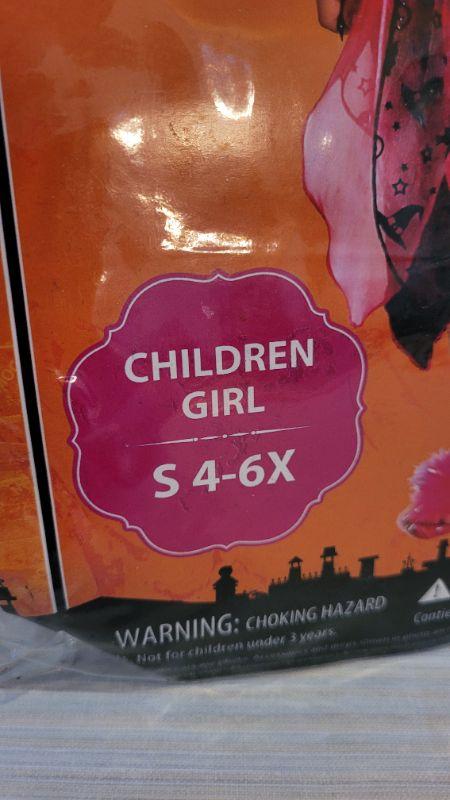 CHILDREN
GIRL
S 4-6X
WARNING: CHOKING HAZARD
Not for children under 3 years.